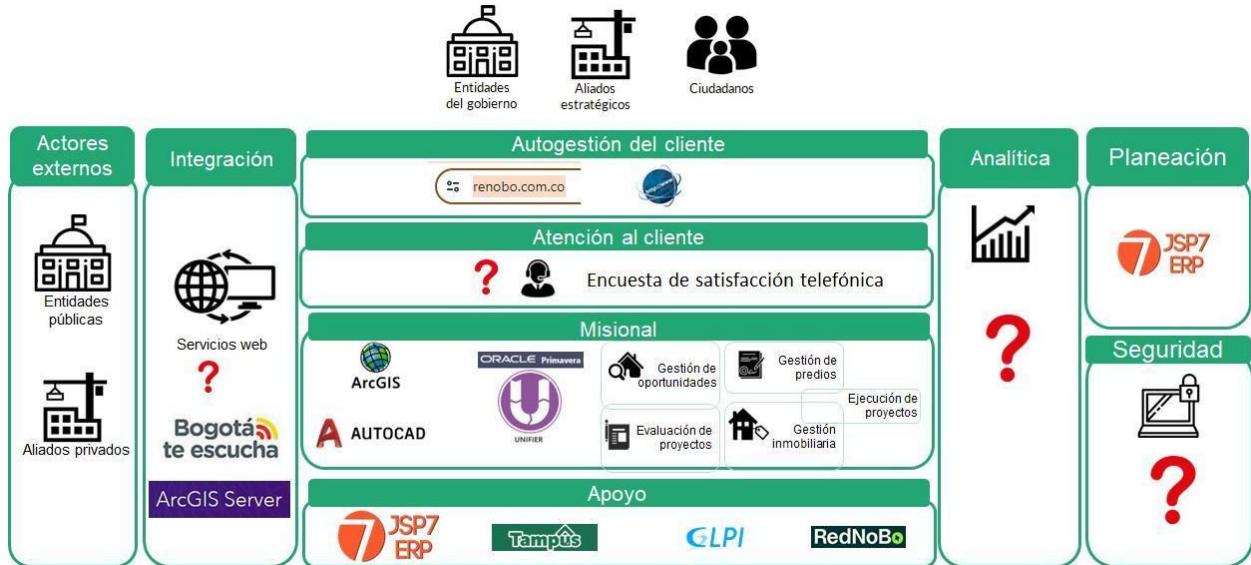 Entidades
del gobierno
Aliados
estratégicos
Ciudadanos
Actores
externos
Entidades
públicas
Aliados privados
Integración
Servicios web
?
Bogotá
te escucha
ArcGIS Server
Autogestión del cliente
renobo.com.co
Atención al cliente
?
Encuesta de satisfacción telefónica
Misional
ArcGIS
AUTOCAD
ORACLE Primavera
UNIFIER
Gestión de
oportunidades
Gestión de
predios
Ejecución de
proyectos
Evaluación de
proyectos
Gestión
inmobiliaria
Apoyo
7 JSP7
ERP
Tampûs
GLPI
RedNoBo
Analítica
?
Planeación
7 JSP7
ERP
Seguridad
?